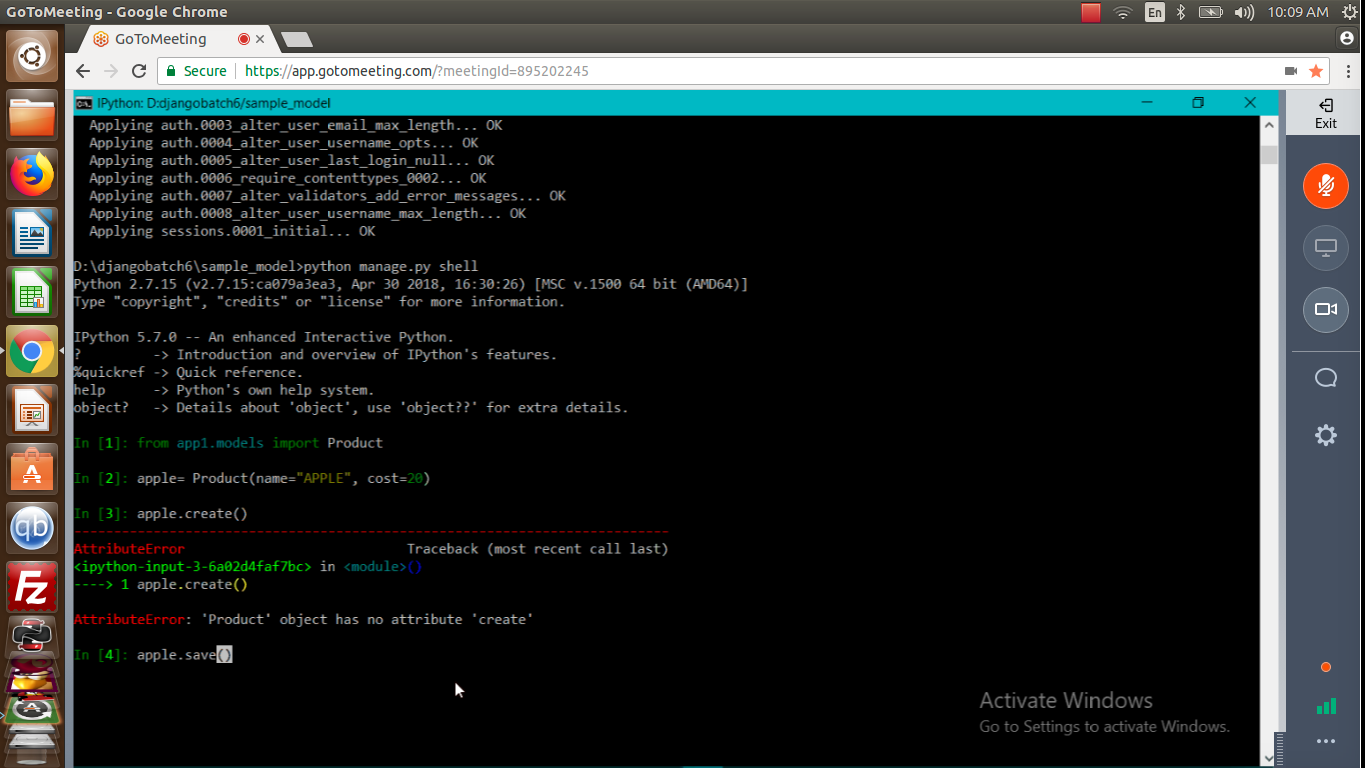 GoToMeeting - Google Chrome
En
10:09 AM
GoToMeeting
Secure
https://app.gotomeeting.com/?meetingId=895202245
IPython: D:djangobatch6/sample_model
Exit
Applying auth.0003_alter_user_email_max_length... OK
Applying auth.0004_alter_user_username_opts... OK
Applying auth.0005_alter_user_last_login_null... OK
Applying auth.0006_require_contenttypes_0002... OK
Applying auth.0007_alter_validators_add_error_messages... OK
Applying auth.0008_alter_user_username_max_length... OK
Applying sessions.0001_initial... OK
D:\djangobatch6\sample_model>python manage.py shell
Python 2.7.15 (v2.7.15:ca079a3ea3, Apr 30 2018, 16:30:26) [MSC v.1500 64 bit (AMD64)]
Type "copyright", "credits" or "license" for more information.
IPython 5.7.0 -- An enhanced Interactive Python.
? -> Introduction and overview of IPython's features.
%quickref -> Quick reference.
help -> Python's own help system.
object? -> Details about 'object', use 'object??' for extra details.
In [1]: from app1.models import Product
In [2]: apple= Product(name="APPLE", cost=20)
In [3]: apple.create()
---------------------------------------------------------------------------
AttributeError Traceback (most recent call last)
<ipython-input-3-6a02d4faf7bc> in <module>()
----> 1 apple.create()
AttributeError: 'Product' object has no attribute 'create'
In [4]: apple.save()
Activate Windows
Go to Settings to activate Windows.
qb
Fz